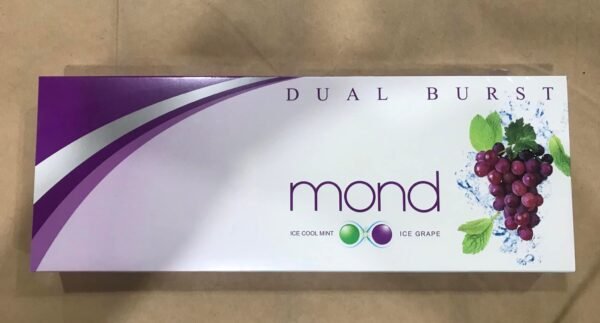 DUAL BURST
mond
ICE COOL MINT ICE GRAPE